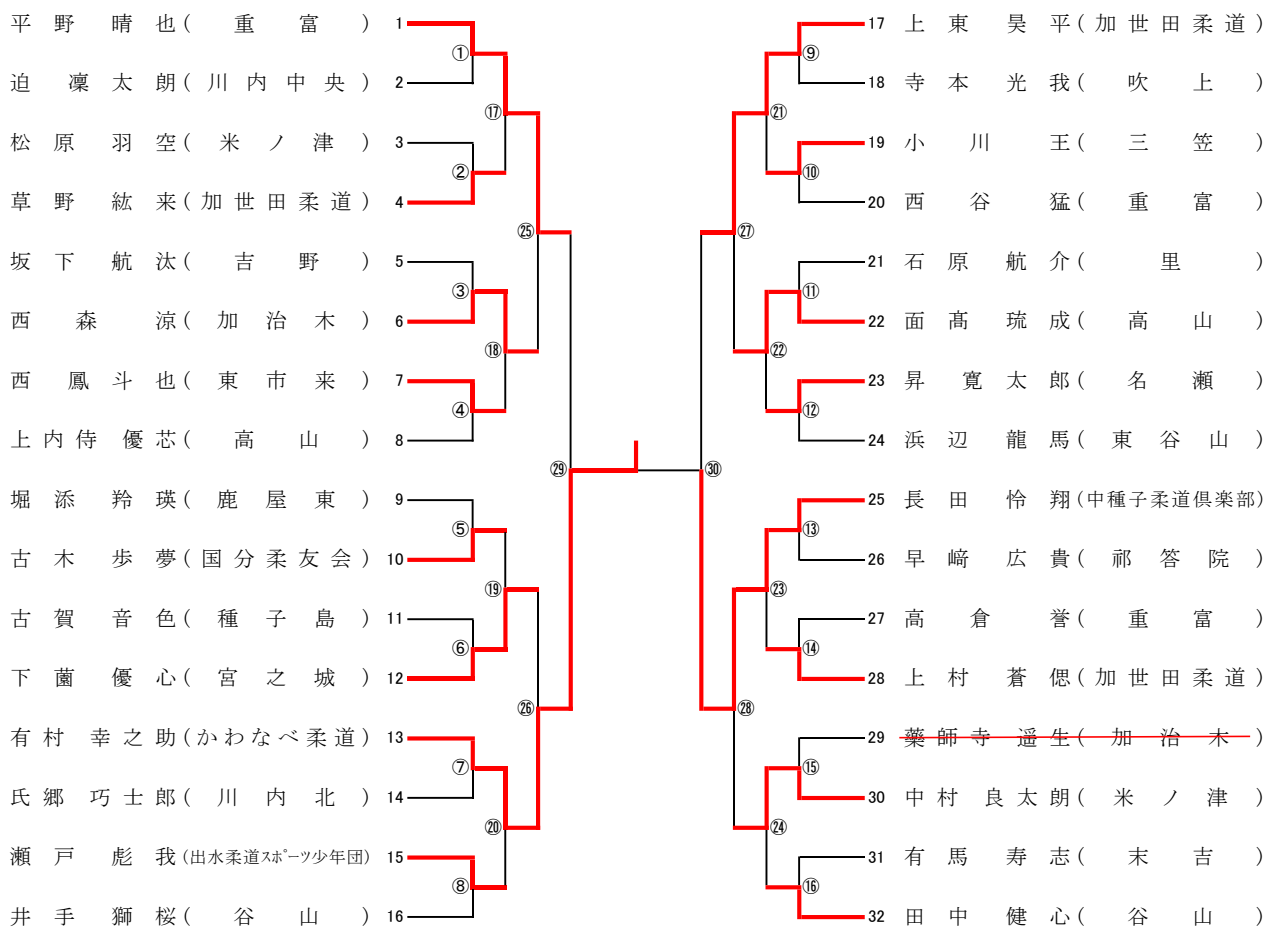 平野晴也(重富) 1
迫凜太朗(川内中央) 2
松原羽空(米ノ津) 3
草野紘来(加世田柔道) 4
坂下航汰(吉野) 5
西森涼(加治木) 6
西鳳斗也(東市来) 7
上内侍優芯(高山) 8
堀添羚瑛(鹿屋東) 9
古木歩夢(国分柔友会) 10
古賀音色(種子島) 11
下薗優心(宮之城) 12
有村幸之助(かわなべ柔道) 13
氏郷巧士郎(川内北) 14
瀬戸彪我(出水柔道スポーツ少年団) 15
井手獅桜(谷山) 16
①
②
③
④
⑤
⑥
⑦
⑧
⑰
⑱
⑲
⑳
㉕
㉖
㉙
㉚
㉗
㉘
㉑
㉒
㉓
㉔
⑨
⑩
⑪
⑫
⑬
⑭
⑮
⑯
17 上東昊平(加世田柔道)
18 寺本光我(吹上)
19 小川王(三笠)
20 西谷猛(重富)
21 石原航介(里)
22 面髙琉成(高山)
23 昇寛太郎(名瀬)
24 浜辺龍馬(東谷山)
25 長田怜翔(中種子柔道倶楽部)
26 早﨑広貴(祁答院)
27 高倉誉(重富)
28 上村蒼偲(加世田柔道)
29 薬師寺遥生(加治木)
30 中村良太朗(米ノ津)
31 有馬寿志(末吉)
32 田中健心(谷山)